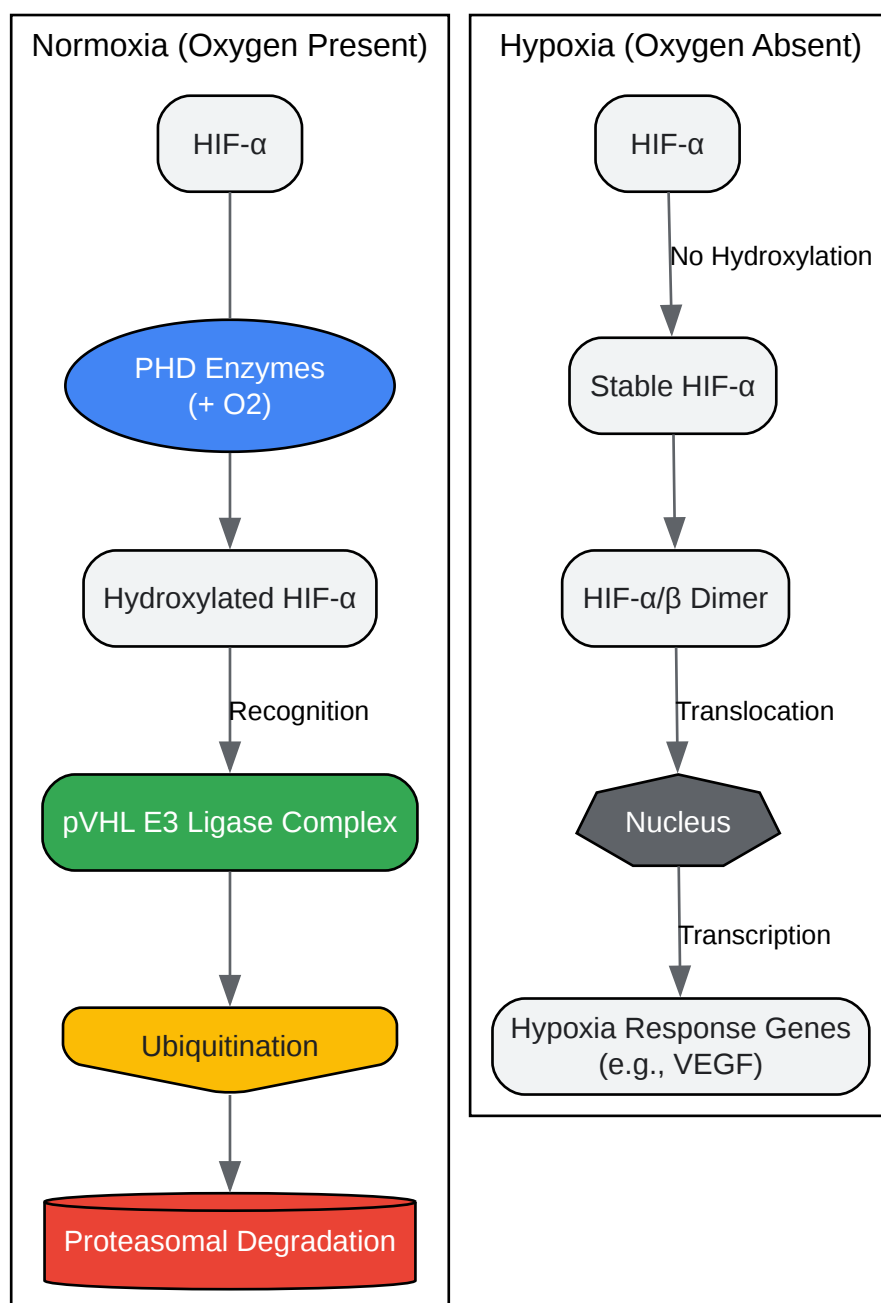 Normoxia (Oxygen Present)
HIF-α
PHD Enzymes
(+ O2)
Hydroxylated HIF-α
Recognition
pVHL E3 Ligase Complex
Ubiquitination
Proteasomal Degradation
Hypoxia (Oxygen Absent)
HIF-α
No Hydroxylation
Stable HIF-α
HIF-α/β Dimer
Translocation
Nucleus
Transcription
Hypoxia Response Genes
(e.g., VEGF)